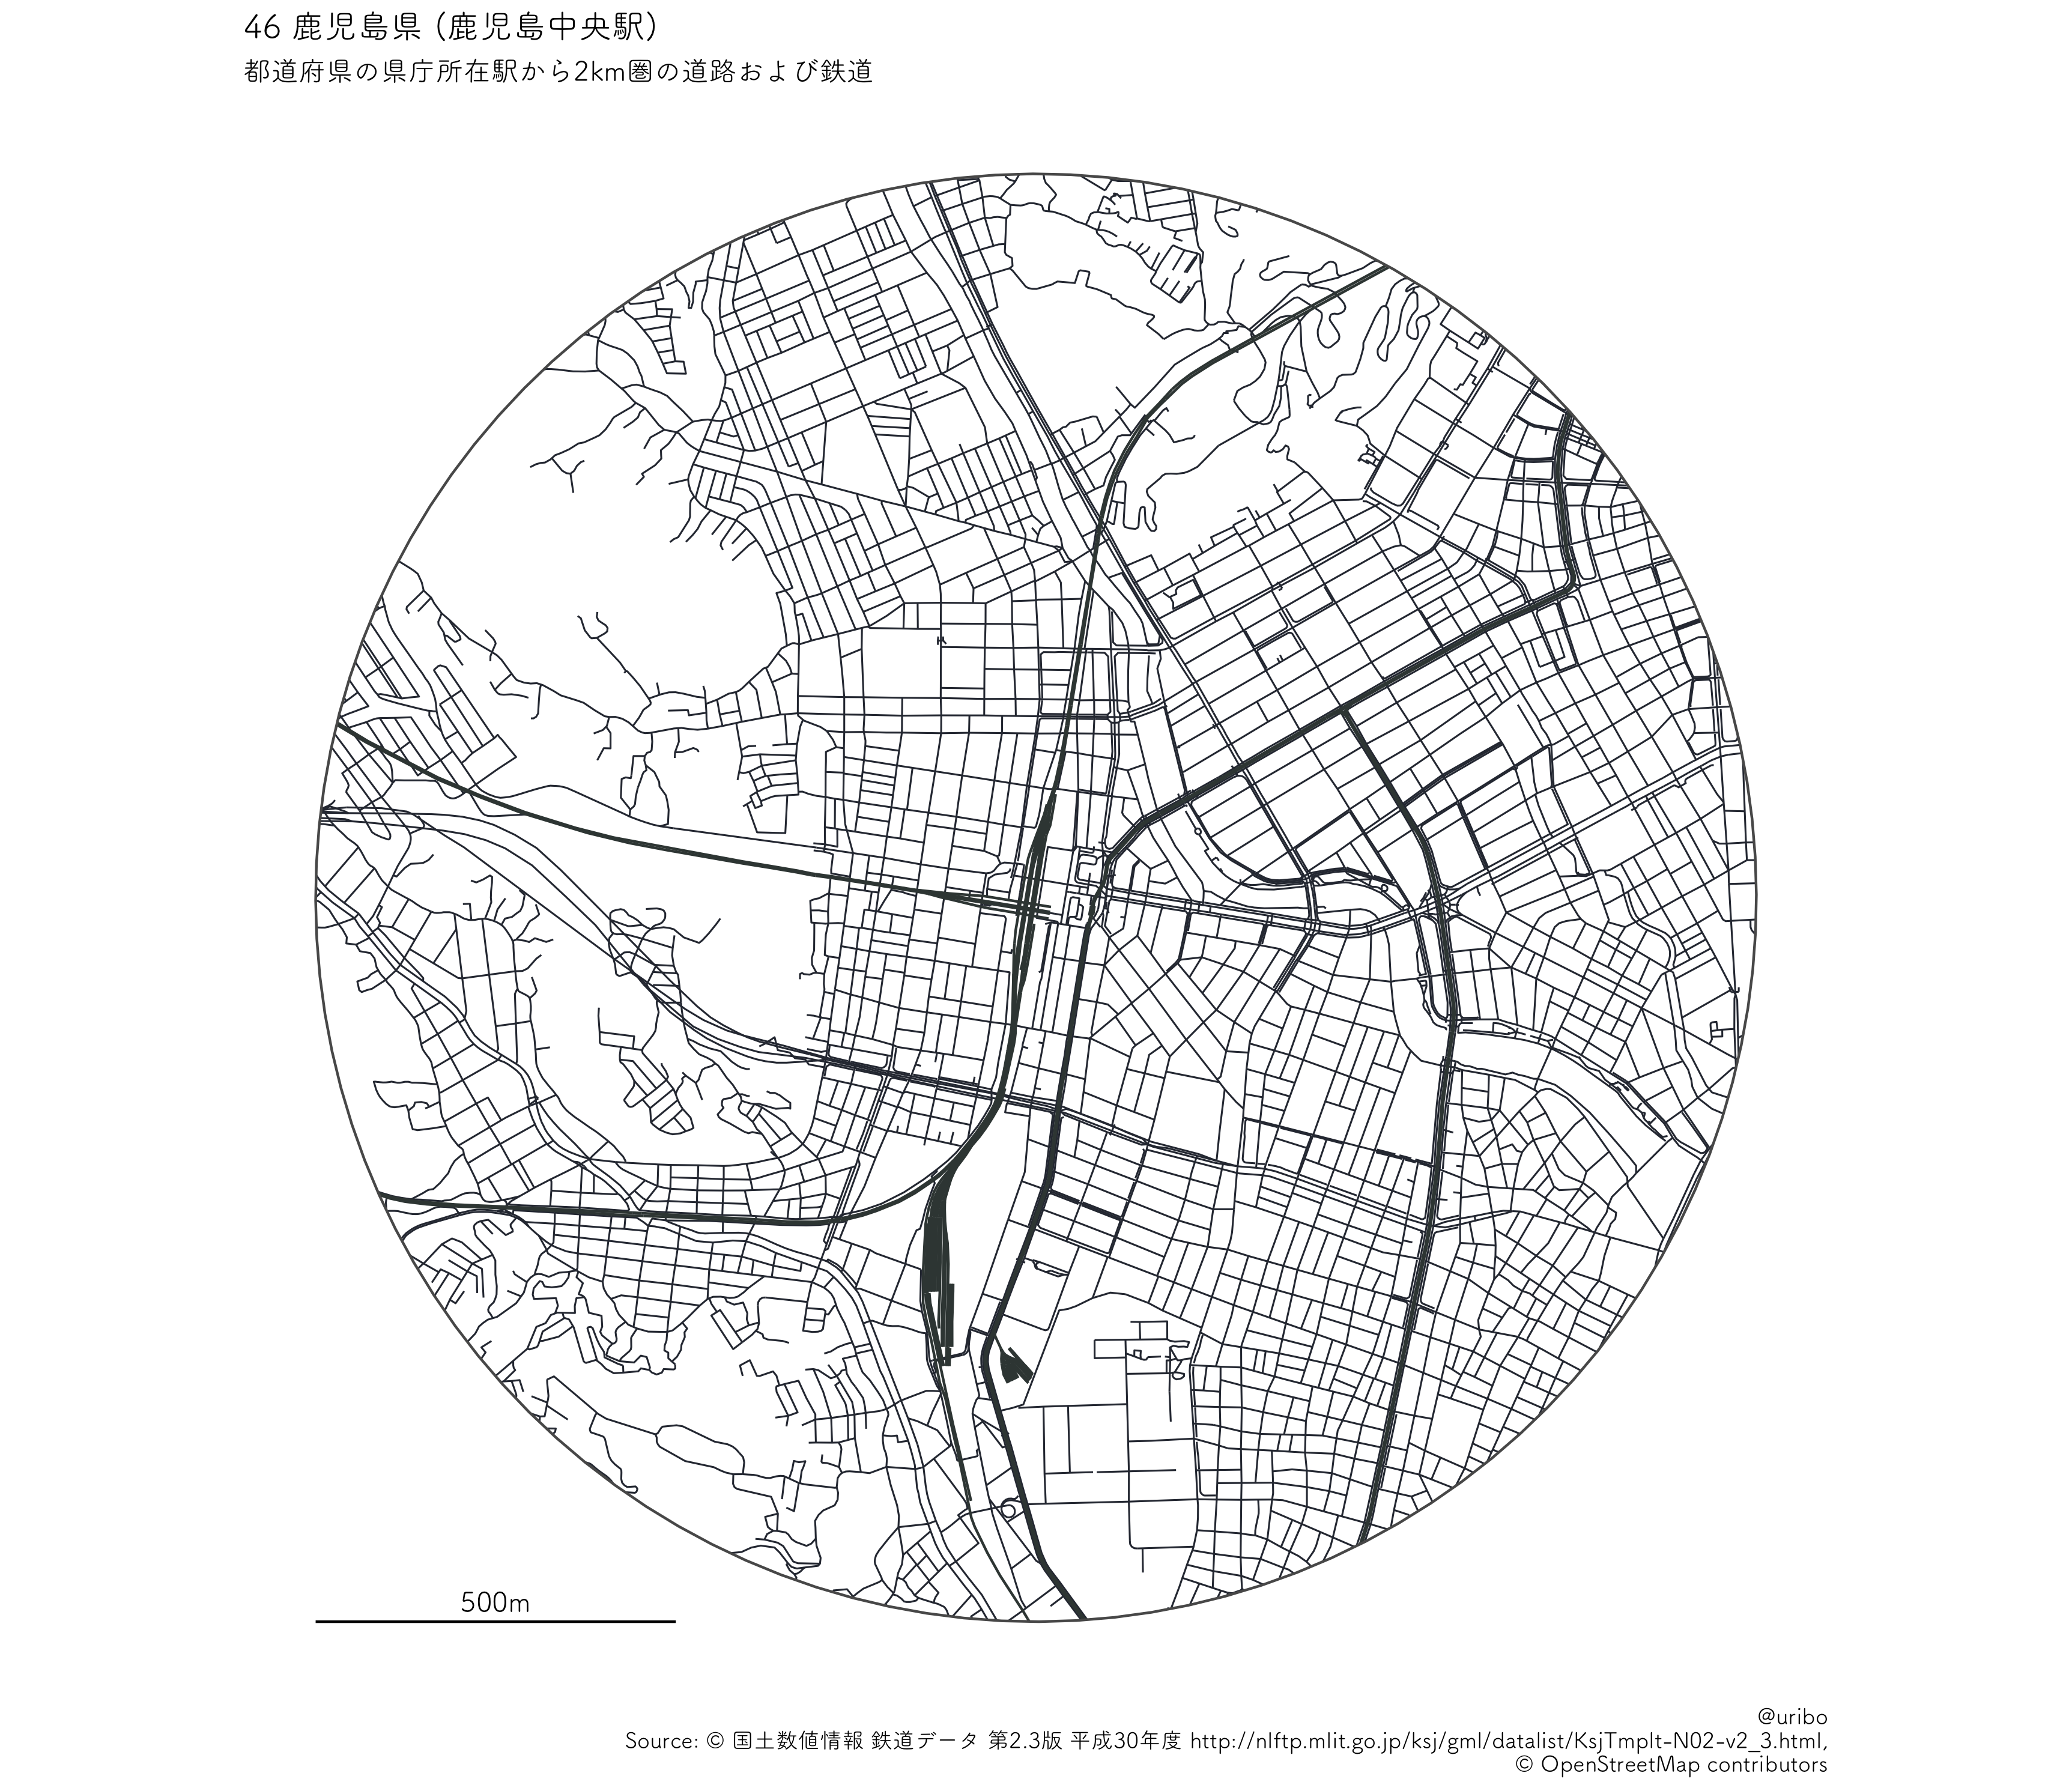 46 鹿児島県 (鹿児島中央駅)
都道府県の県庁所在駅から2km圏の道路および鉄道
500m
@uribo
Source: © 国土数値情報 鉄道データ 第2.3版 平成30年度 http://nlftp.mlit.go.jp/ksj/gml/datalist/KsjTmplt-N02-v2_3.html,
© OpenStreetMap contributors